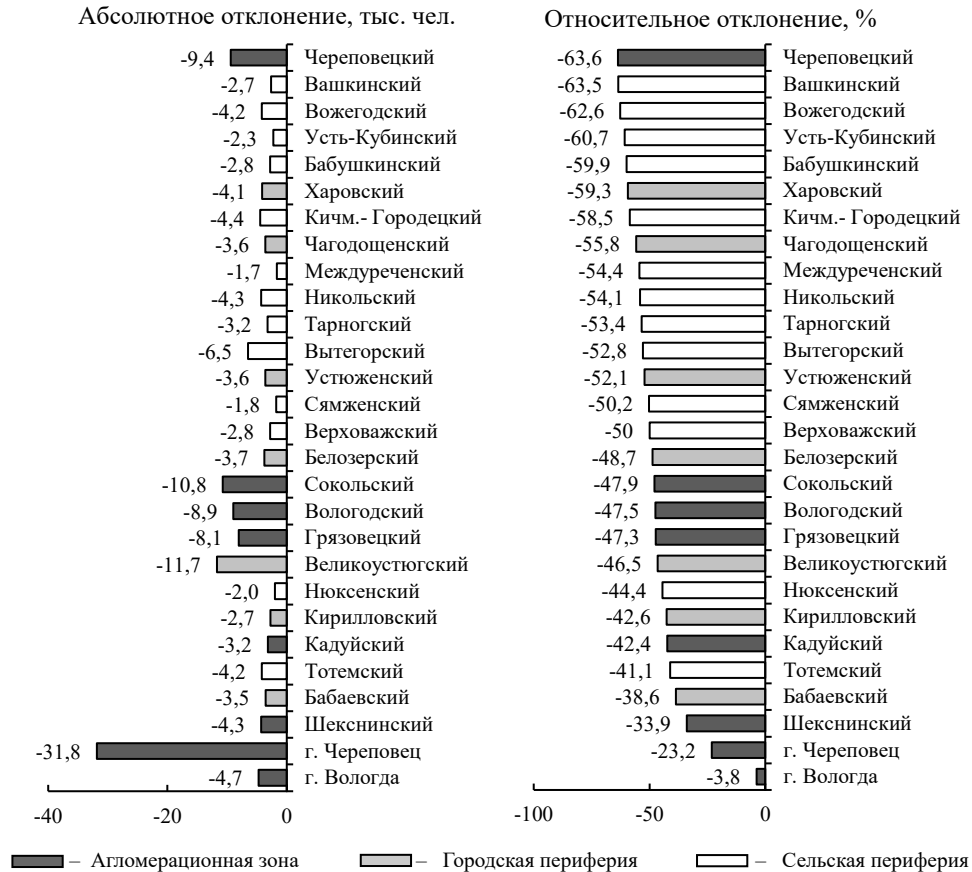 Абсолютное отклонение, тыс. чел.
-9,4 Череповецкий
-2,7 Вашкинский
-4,2 Вожегодский
-2,3 Усть-Кубинский
-2,8 Бабушкинский
-4,1 Харовский
-4,4 Кичм.- Городецкий
-3,6 Чагодощенский
-1,7 Междуреченский
-4,3 Никольский
-3,2 Тарногский
-6,5 Вытегорский
-3,6 Устюженский
-1,8 Сямженский
-2,8 Верховажский
-3,7 Белозерский
-10,8 Сокольский
-8,9 Вологодский
-8,1 Грязовецкий
-11,7 Великоустюгский
-2,0 Нюксенский
-2,7 Кирилловский
-3,2 Кадуйский
-4,2 Тотемский
-3,5 Бабаевский
-4,3 Шекснинский
-31,8 г. Череповец
-4,7 г. Вологда
-40 -20 0
Относительное отклонение, %
-63,6 Череповецкий
-63,5 Вашкинский
-62,6 Вожегодский
-60,7 Усть-Кубинский
-59,9 Бабушкинский
-59,3 Харовский
-58,5 Кичм.- Городецкий
-55,8 Чагодощенский
-54,4 Междуреченский
-54,1 Никольский
-53,4 Тарногский
-52,8 Вытегорский
-52,1 Устюженский
-50,2 Сямженский
-50 Верховажский
-48,7 Белозерский
-47,9 Сокольский
-47,5 Вологодский
-47,3 Грязовецкий
-46,5 Великоустюгский
-44,4 Нюксенский
-42,6 Кирилловский
-42,4 Кадуйский
-41,1 Тотемский
-38,6 Бабаевский
-33,9 Шекснинский
-23,2 г. Череповец
-3,8 г. Вологда
-100 -50 0
– Агломерационная зона – Городская периферия – Сельская периферия